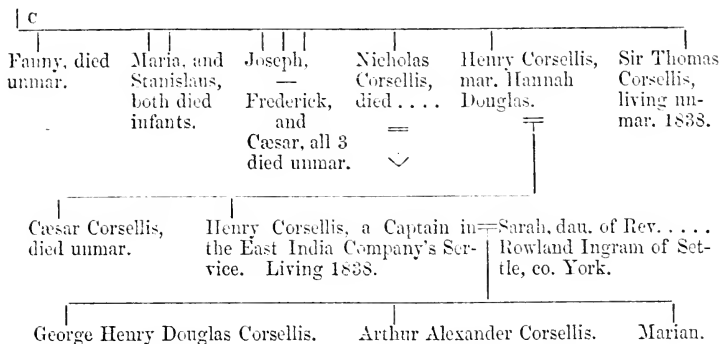 C
Fanny, died
unmar.
Maria, and
Stanislaus,
both died
infants.
Joseph,
—
Frederick,
and
Cæsar, all 3
died unmar.
Nicholas
Corsellis,
died . . . .
Henry Corsellis,
mar. Hannah
Douglas.
Sir Thomas
Corsellis,
living un-
mar. 1838.
Cæsar Corsellis,
died unmar.
Henry Corsellis, a Captain in
the East India Company's Ser-
vice. Living 1838.
Sarah, dau. of Rev. . . . .
Rowland Ingram of Set-
tle, co. York.
George Henry Douglas Corsellis.
Arthur Alexander Corsellis.
Marian.